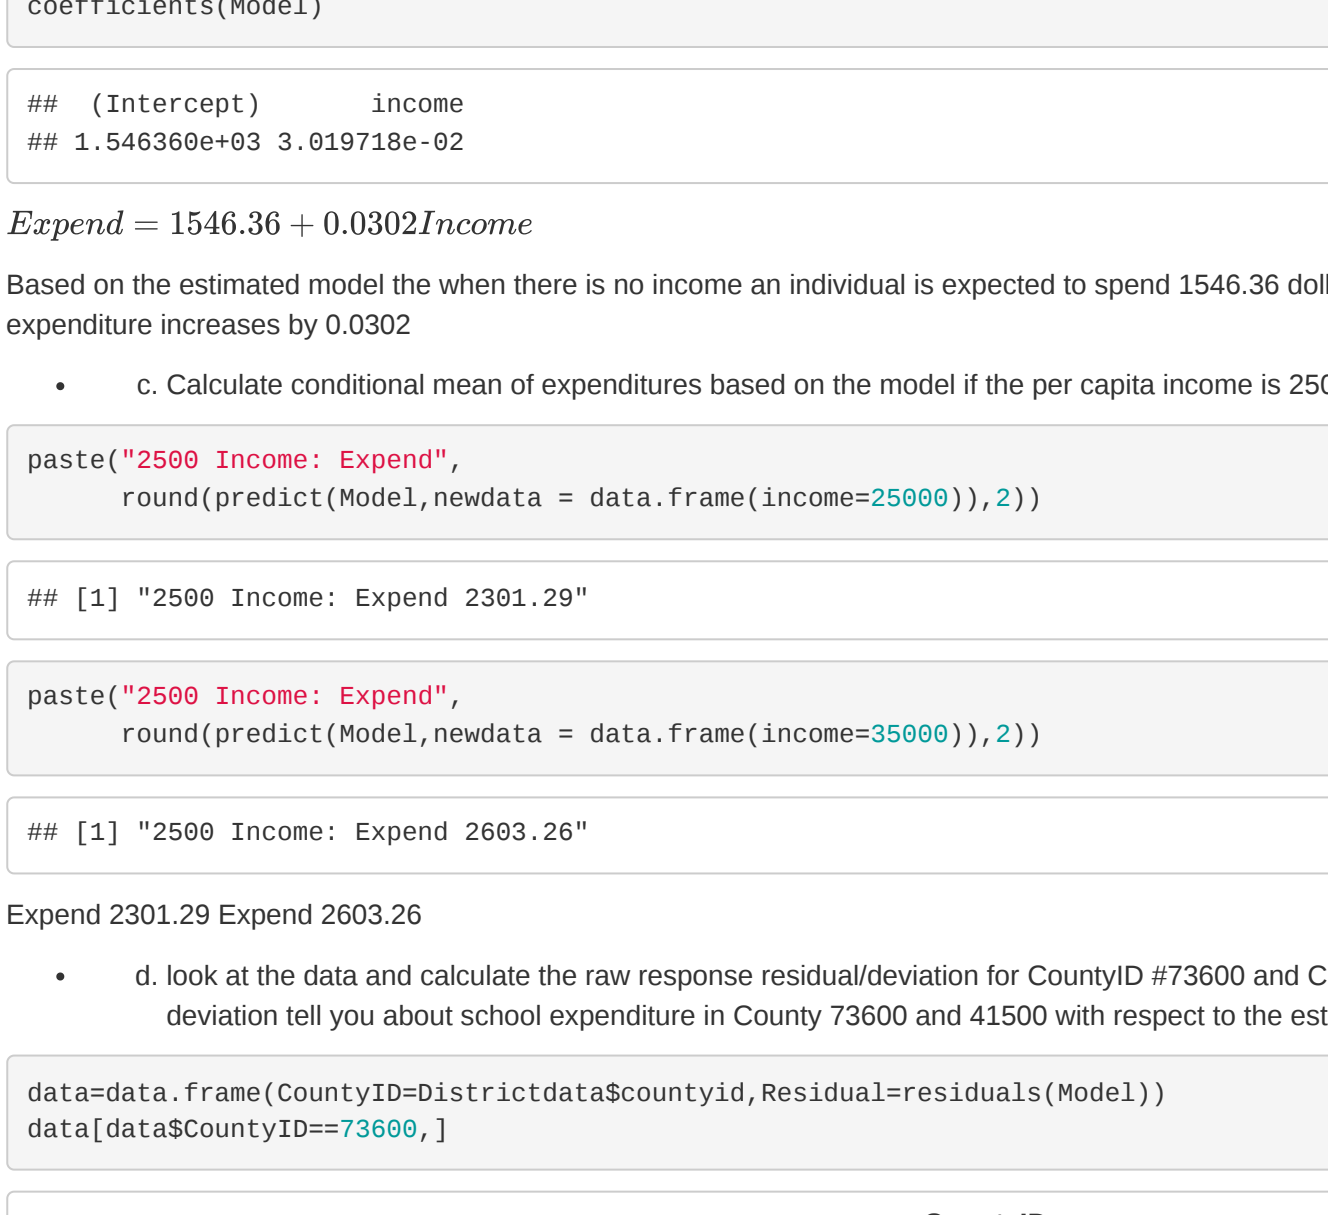 coefficients(Model)
##  (Intercept)       income
## 1.546360e+03 3.019718e-02
Expend = 1546.36 + 0.0302Income
Based on the estimated model the when there is no income an individual is expected to spend 1546.36
expenditure increases by 0.0302
• c. Calculate conditional mean of expenditures based on the model if the per capita income is
paste("2500 Income: Expend",
      round(predict(Model,newdata = data.frame(income=25000)),2))
## [1] "2500 Income: Expend 2301.29"
paste("2500 Income: Expend",
      round(predict(Model,newdata = data.frame(income=35000)),2))
## [1] "2500 Income: Expend 2603.26"
Expend 2301.29 Expend 2603.26
• d. look at the data and calculate the raw response residual/deviation for CountyID #73600 and
deviation tell you about school expenditure in County 73600 and 41500 with respect to the
data=data.frame(CountyID=Districtdata$countyid,Residual=residuals(Model))
data[data$CountyID==73600,]